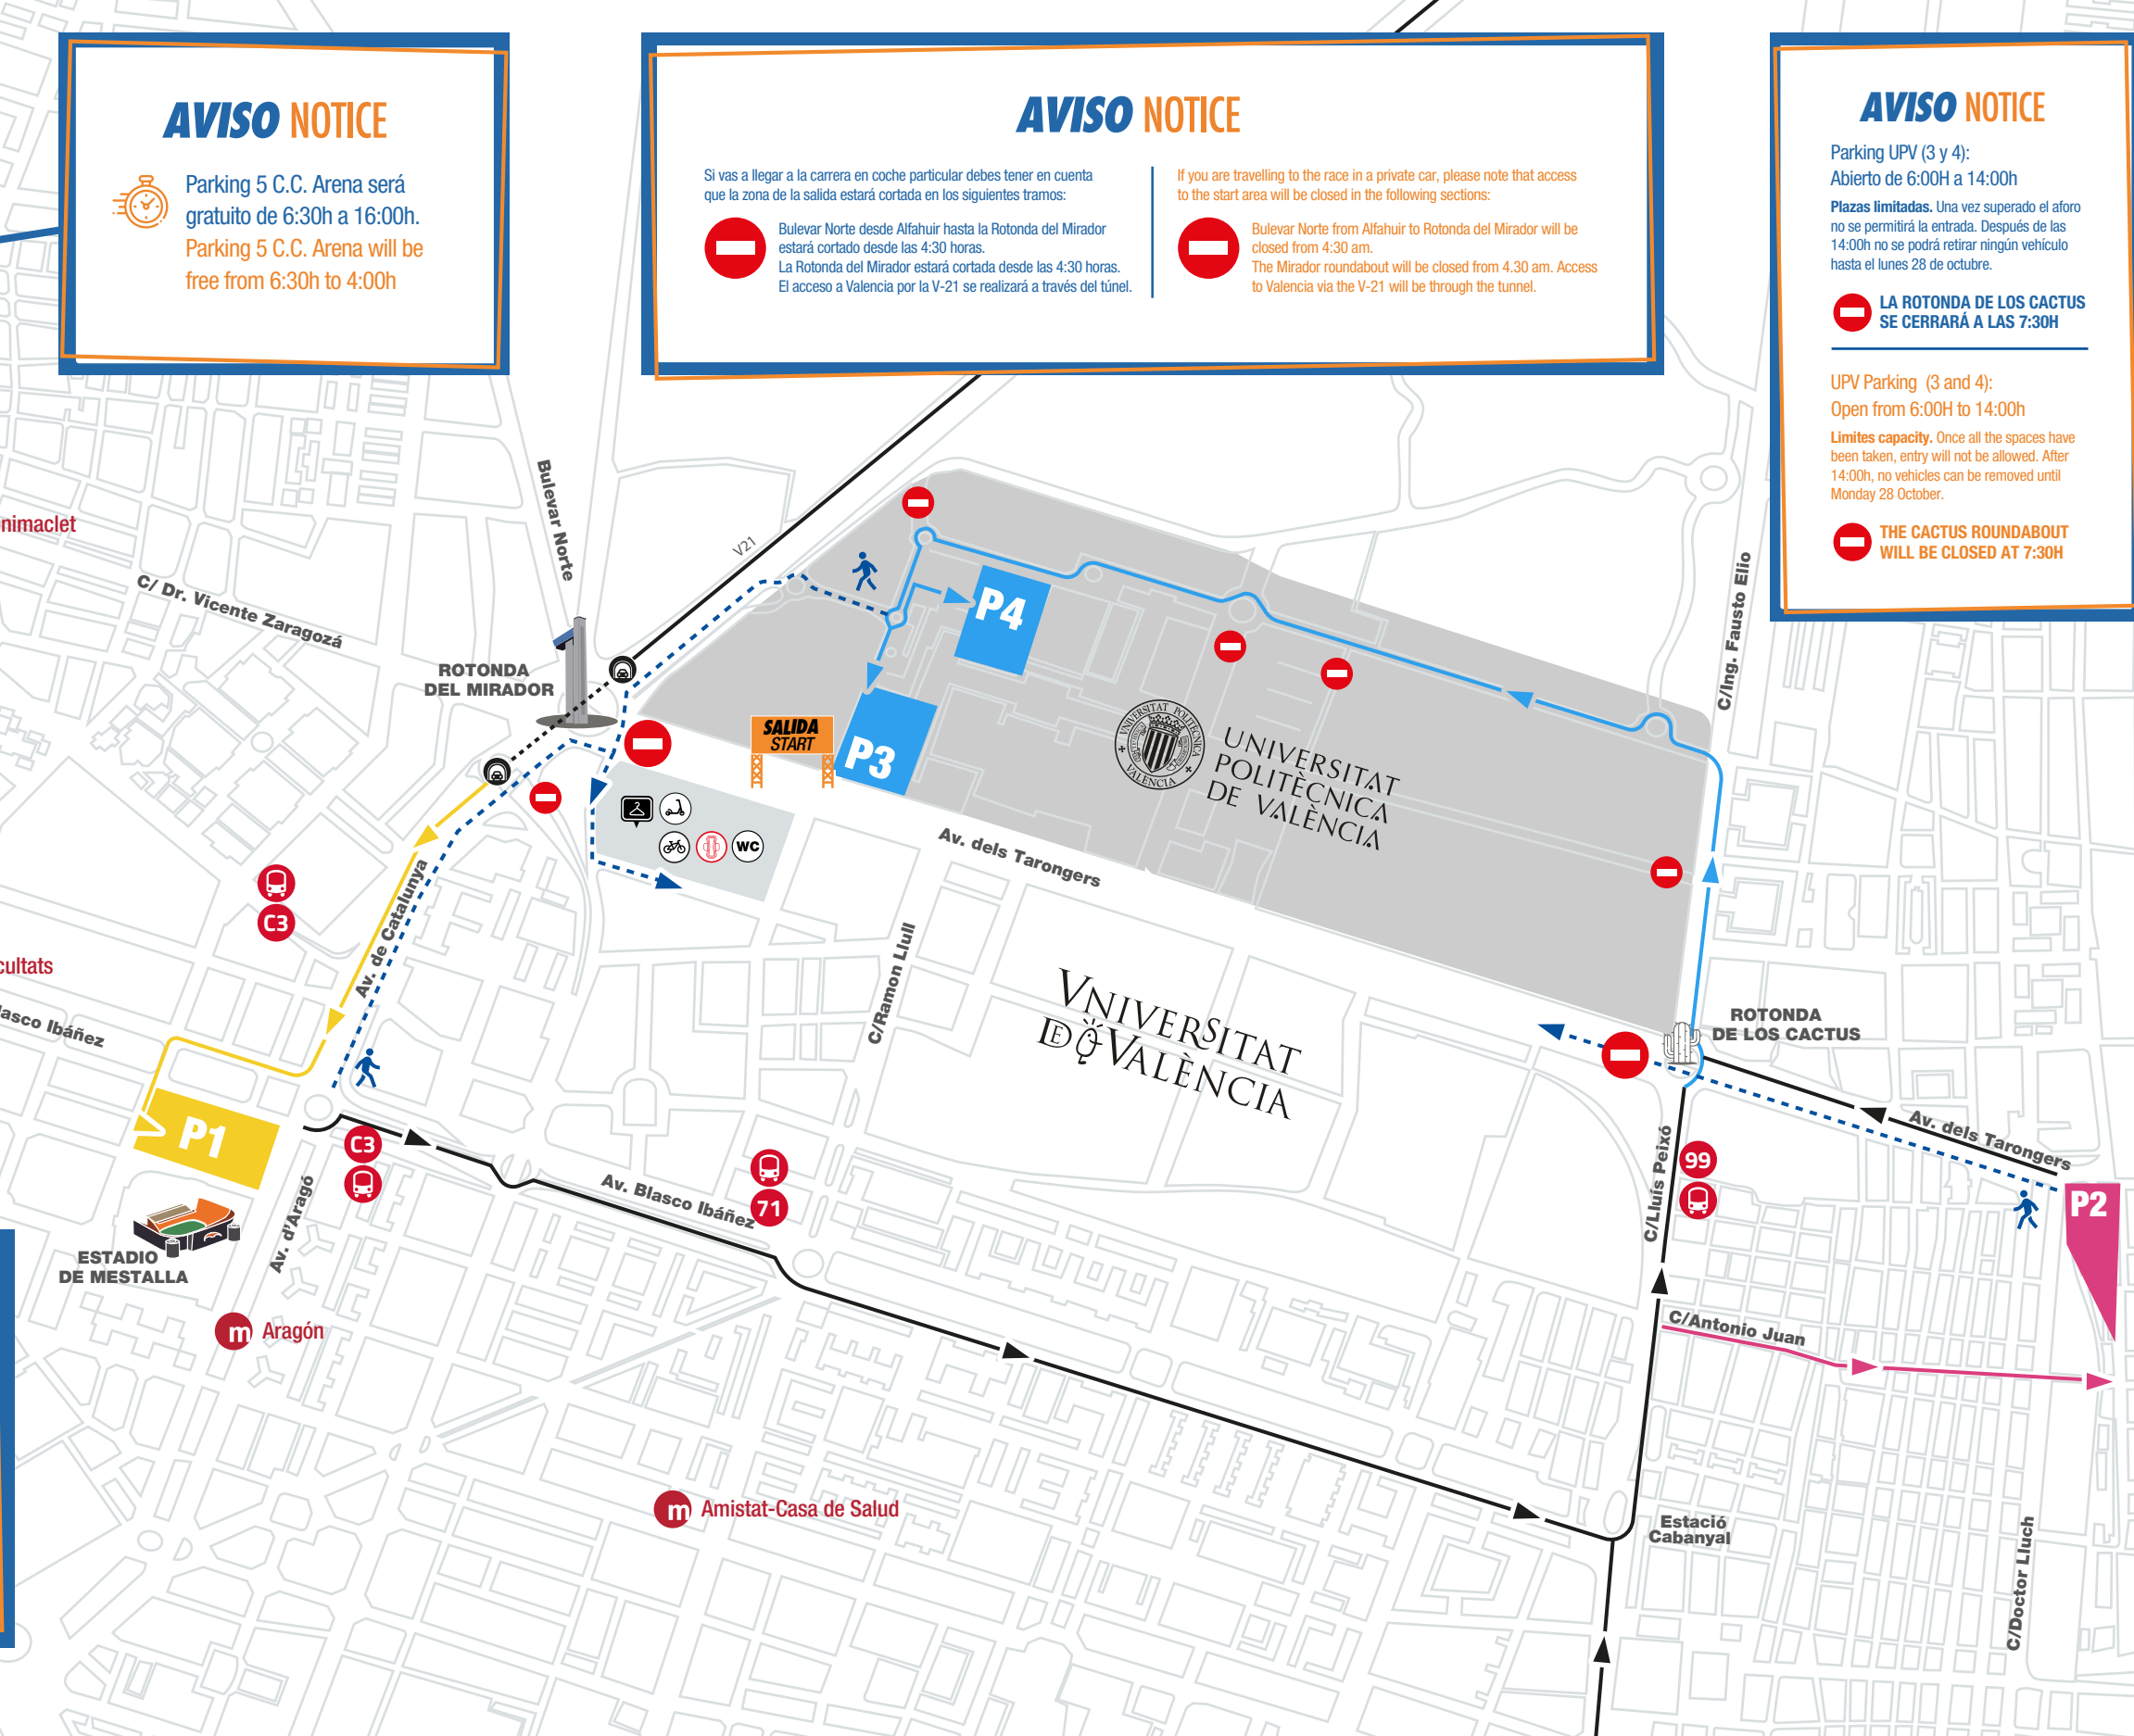 AVISO NOTICE
Parking 5 C.C. Arena será
gratuito de 6:30h a 16:00h.
Parking 5 C.C. Arena will be
free from 6:30h to 4:00h
AVISO NOTICE
Si vas a llegar a la carrera en coche particular debes tener en cuenta
que la zona de la salida estará cortada en los siguientes tramos:
Bulevar Norte desde Alfahuir hasta la Rotonda del Mirador
estará cortado desde las 4:30 horas.
La Rotonda del Mirador estará cortada desde las 4:30 horas.
El acceso a Valencia por la V-21 se realizará a través del túnel.
If you are travelling to the race in a private car, please note that access
to the start area will be closed in the following sections:
Bulevar Norte from Alfahuir to Rotonda del Mirador will be
closed from 4:30 am.
The Mirador roundabout will be closed from 4.30 am. Access
to Valencia via the V-21 will be through the tunnel.
AVISO NOTICE
Parking UPV (3 y 4):
Abierto de 6:00H a 14:00h
Plazas limitadas. Una vez superado el aforo
no se permitirá la entrada. Después de las
14:00h no se podrá retirar ningún vehículo
hasta el lunes 28 de octubre.
LA ROTONDA DE LOS CACTUS
SE CERRARÁ A LAS 7:30H
UPV Parking (3 and 4):
Open from 6:00H to 14:00h
Limites capacity. Once all the spaces have
been taken, entry will not be allowed. After
14:00h, no vehicles can be removed until
Monday 28 October.
THE CACTUS ROUNDABOUT
WILL BE CLOSED AT 7:30H
nimaclet
C/ Dr. Vicente Zaragozá
Bulevar Norte
V21
ROTONDA
DEL MIRADOR
P4
SALIDA
START
P3
UNIVERSITAT POLITÈCNICA
VALÈNCIA
UNIVERSITAT
POLITÈCNICA
DE VALÈNCIA
C/Ing. Fausto Elio
WC
Av. dels Tarongers
C3
Av. de Catalunya
cultats
lasco Ibáñez
C/Ramon Llull
VNIVERSITAT
DE VALÈNCIA
ROTONDA
DE LOS CACTUS
Av. dels Tarongers
P1
C3
Av. d'Aragó
ESTADIO
DE MESTALLA
m Aragón
Av. Blasco Ibáñez
71
C/Lluís Peixó
99
P2
C/Antonio Juan
m Amistat-Casa de Salud
Estació
Cabanyal
C/Doctor Lluch